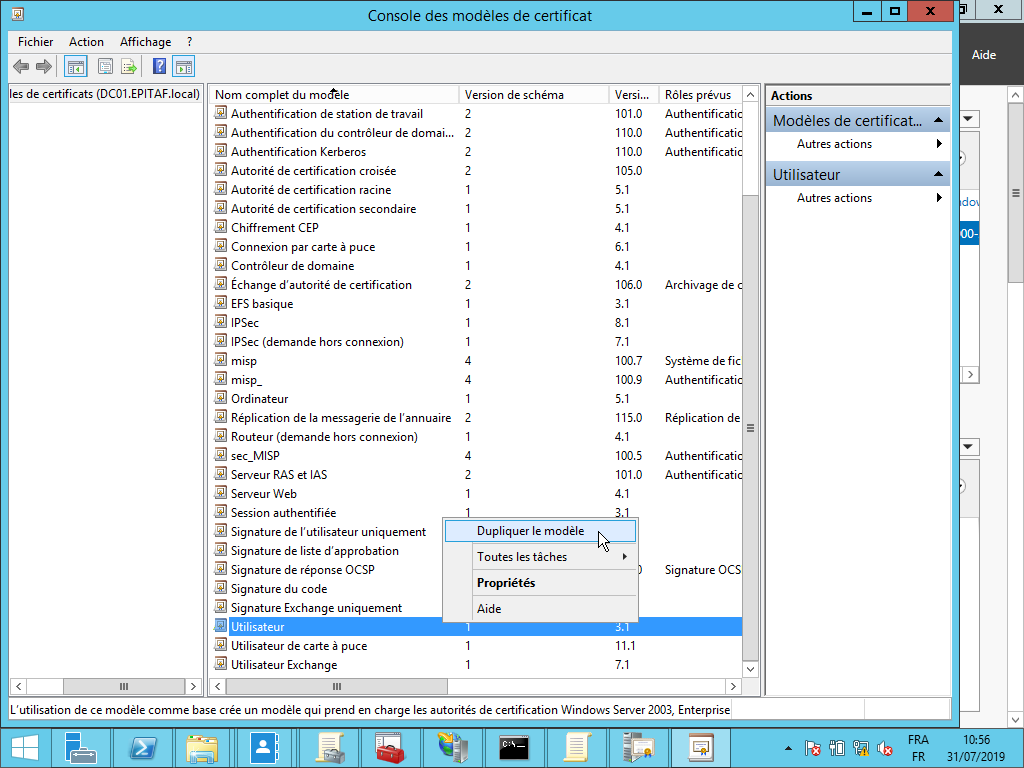 Console des modèles de certificat
Fichier Action Affichage ?
Aide
les de certificats (DC01.EPITAF.local)
Nom complet du modèle Version de schéma Versi... Rôles prévus
Authentification de station de travail 2 101.0 Authentificatio
Authentification du contrôleur de domai... 2 110.0 Authentificatio
Authentification Kerberos 2 110.0 Authentificatio
Autorité de certification croisée 2 105.0
Autorité de certification racine 1 5.1
Autorité de certification secondaire 1 5.1
Chiffrement CEP 1 4.1
Connexion par carte à puce 1 6.1
Contrôleur de domaine 1 4.1
Échange d'autorité de certification 2 106.0 Archivage de c
EFS basique 1 3.1
IPSec 1 8.1
IPSec (demande hors connexion) 1 7.1
misp 4 100.7 Système de fic
misp_ 4 100.9 Authentificatio
Ordinateur 1 5.1
Réplication de la messagerie de l'annuaire 2 115.0 Réplication de
Routeur (demande hors connexion) 1 4.1
sec_MISP 4 100.5 Authentificatio
Serveur RAS et IAS 2 101.0 Authentificatio
Serveur Web 1 4.1
Session authentifiée 1 3.1
Signature de l'utilisateur uniquement
Signature de liste d'approbation
Signature de réponse OCSP 0 Signature OCS
Signature du code
Signature Exchange uniquement
Utilisateur 1 3.1
Utilisateur de carte à puce 1 11.1
Utilisateur Exchange 1 7.1
Dupliquer le modèle
Toutes les tâches
Propriétés
Aide
Actions
Modèles de certificat...
Autres actions
Utilisateur
Autres actions
ndow
00-
L'utilisation de ce modèle comme base crée un modèle qui prend en charge les autorités de certification Windows Server 2003, Enterprise
FRA
FR
10:56
31/07/2019